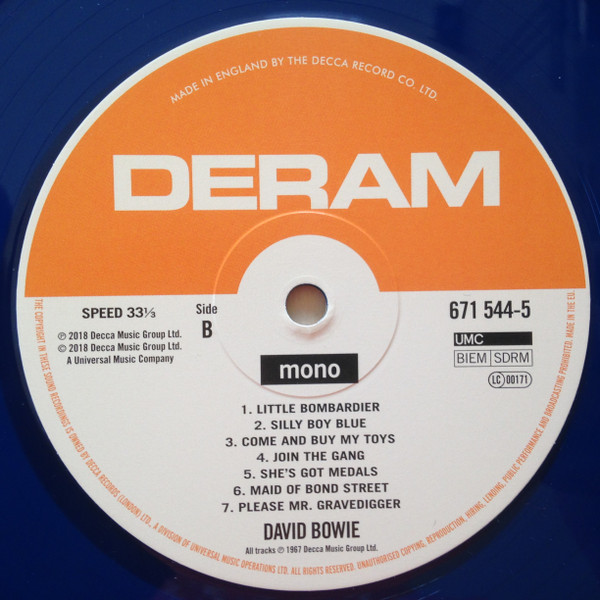 MADE IN ENGLAND BY THE DECCA RECORD CO. LTD.
DERAM
SPEED 33⅓
Side
B
671 544-5
℗ 2018 Decca Music Group Ltd.
© 2018 Decca Music Group Ltd.
A Universal Music Company
UMC
BIEM SDRM
LC 00171
mono
1. LITTLE BOMBARDIER
2. SILLY BOY BLUE
3. COME AND BUY MY TOYS
4. JOIN THE GANG
5. SHE'S GOT MEDALS
6. MAID OF BOND STREET
7. PLEASE MR. GRAVEDIGGER
DAVID BOWIE
All tracks ℗ 1967 Decca Music Group Ltd.
THE COPYRIGHT IN THESE SOUND RECORDINGS IS OWNED BY DECCA RECORDS (LONDON) LTD., A DIVISION OF UNIVERSAL MUSIC OPERATIONS LTD. ALL RIGHTS RESERVED. UNAUTHORISED COPYING, REPRODUCTION, HIRING, LENDING, PUBLIC PERFORMANCE AND BROADCASTING PROHIBITED. MADE IN THE EU.